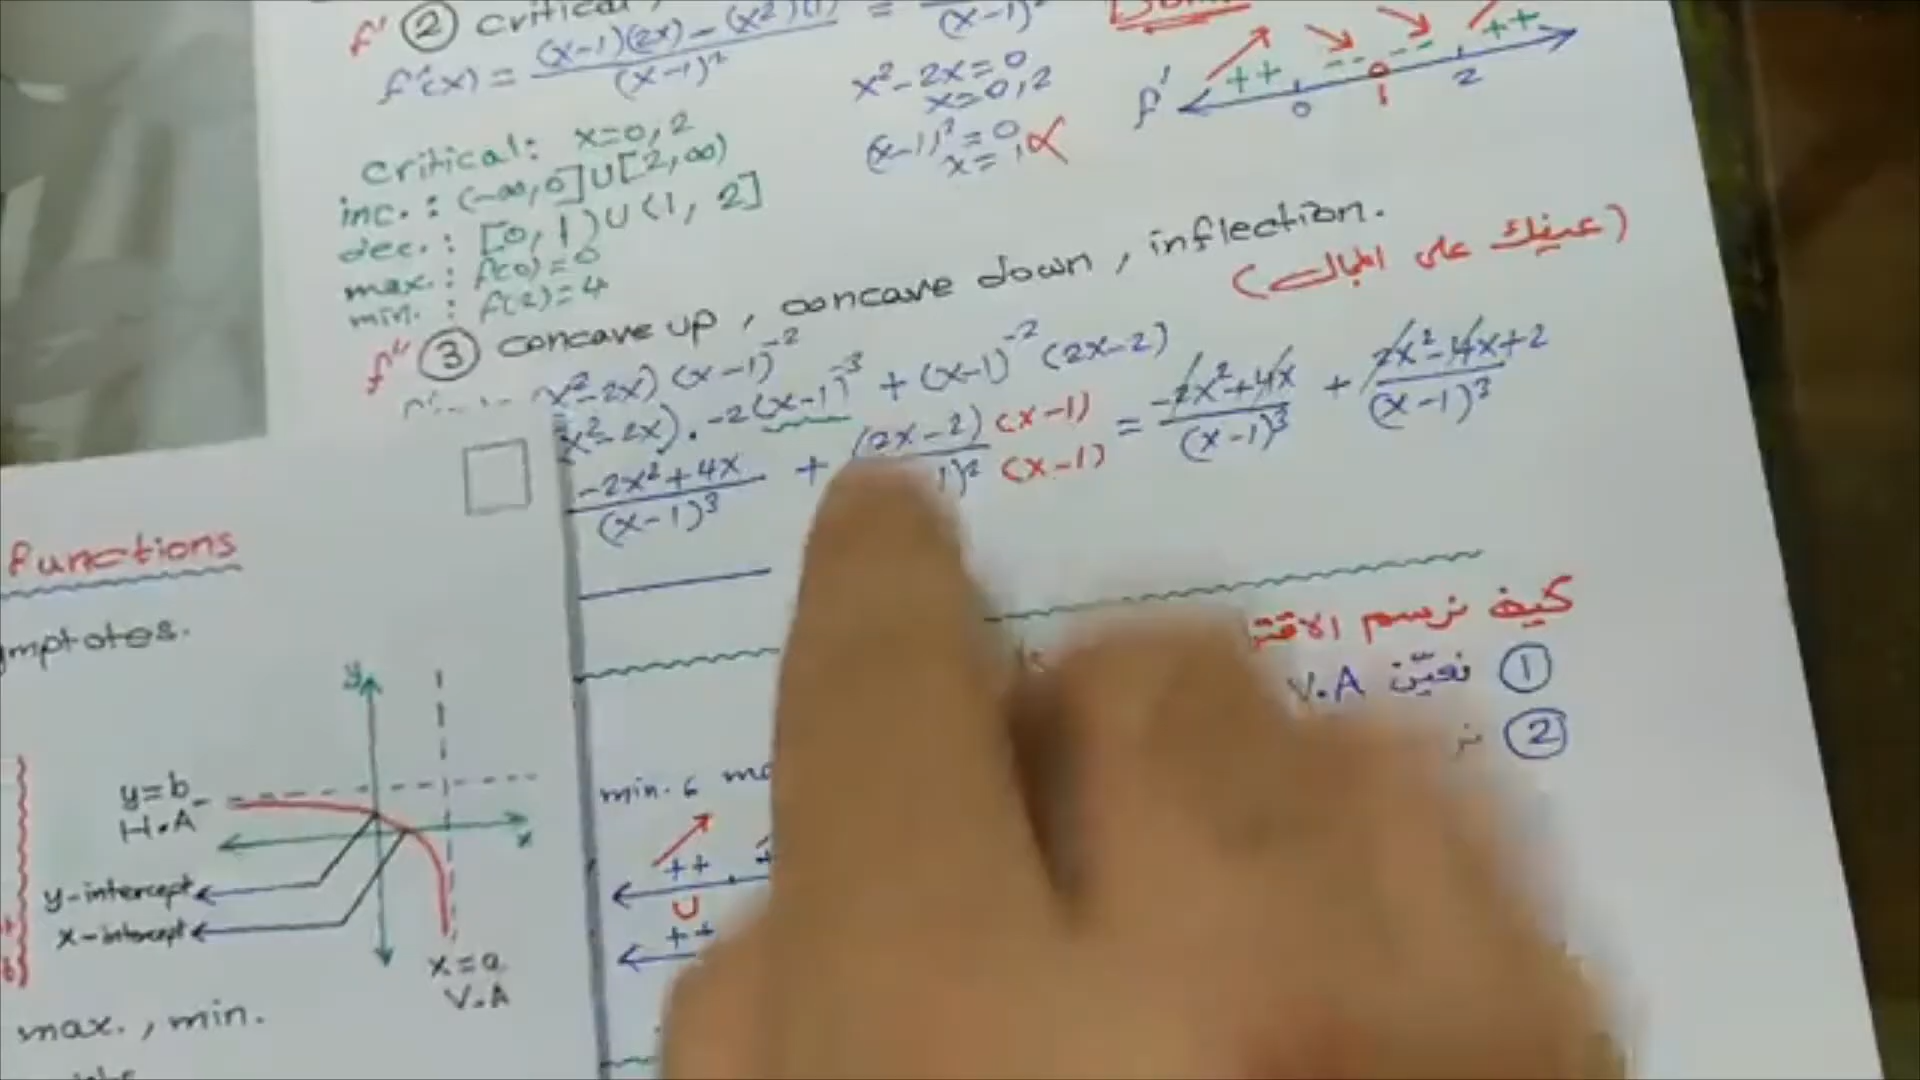 f' ② critical,
f'(x) = (x-1)(2x) - (x²)(1) / (x-1)² = / (x-1)²
x²-2x=0
x=0,2
(x-1)²=0
x=1
f'
++ -- -- ++
0 1 2
critical: x=0,2
inc.: (-∞,0]∪[2,∞)
dec.: [0,1)∪(1,2]
max.: f(0)=0
min.: f(2)=4
f'' ③ concave up, concave down, inflection.
(عينك على المجال)
x²-2x)(x-1)⁻²
x²-2x).-2(x-1)⁻³ + (x-1)⁻²(2x-2)
-2x²+4x / (x-1)³ + (2x-2)(x-1) / 1)²(x-1) = -2x²+4x / (x-1)³ + 2x²-4x+2 / (x-1)³
functions
mptotes.
y
y=b
H.A
x
y-intercept
x-intercept
x=a
V.A
max., min.
كيف نرسم
① نعيّن V.A
②
min.
++
∪
++